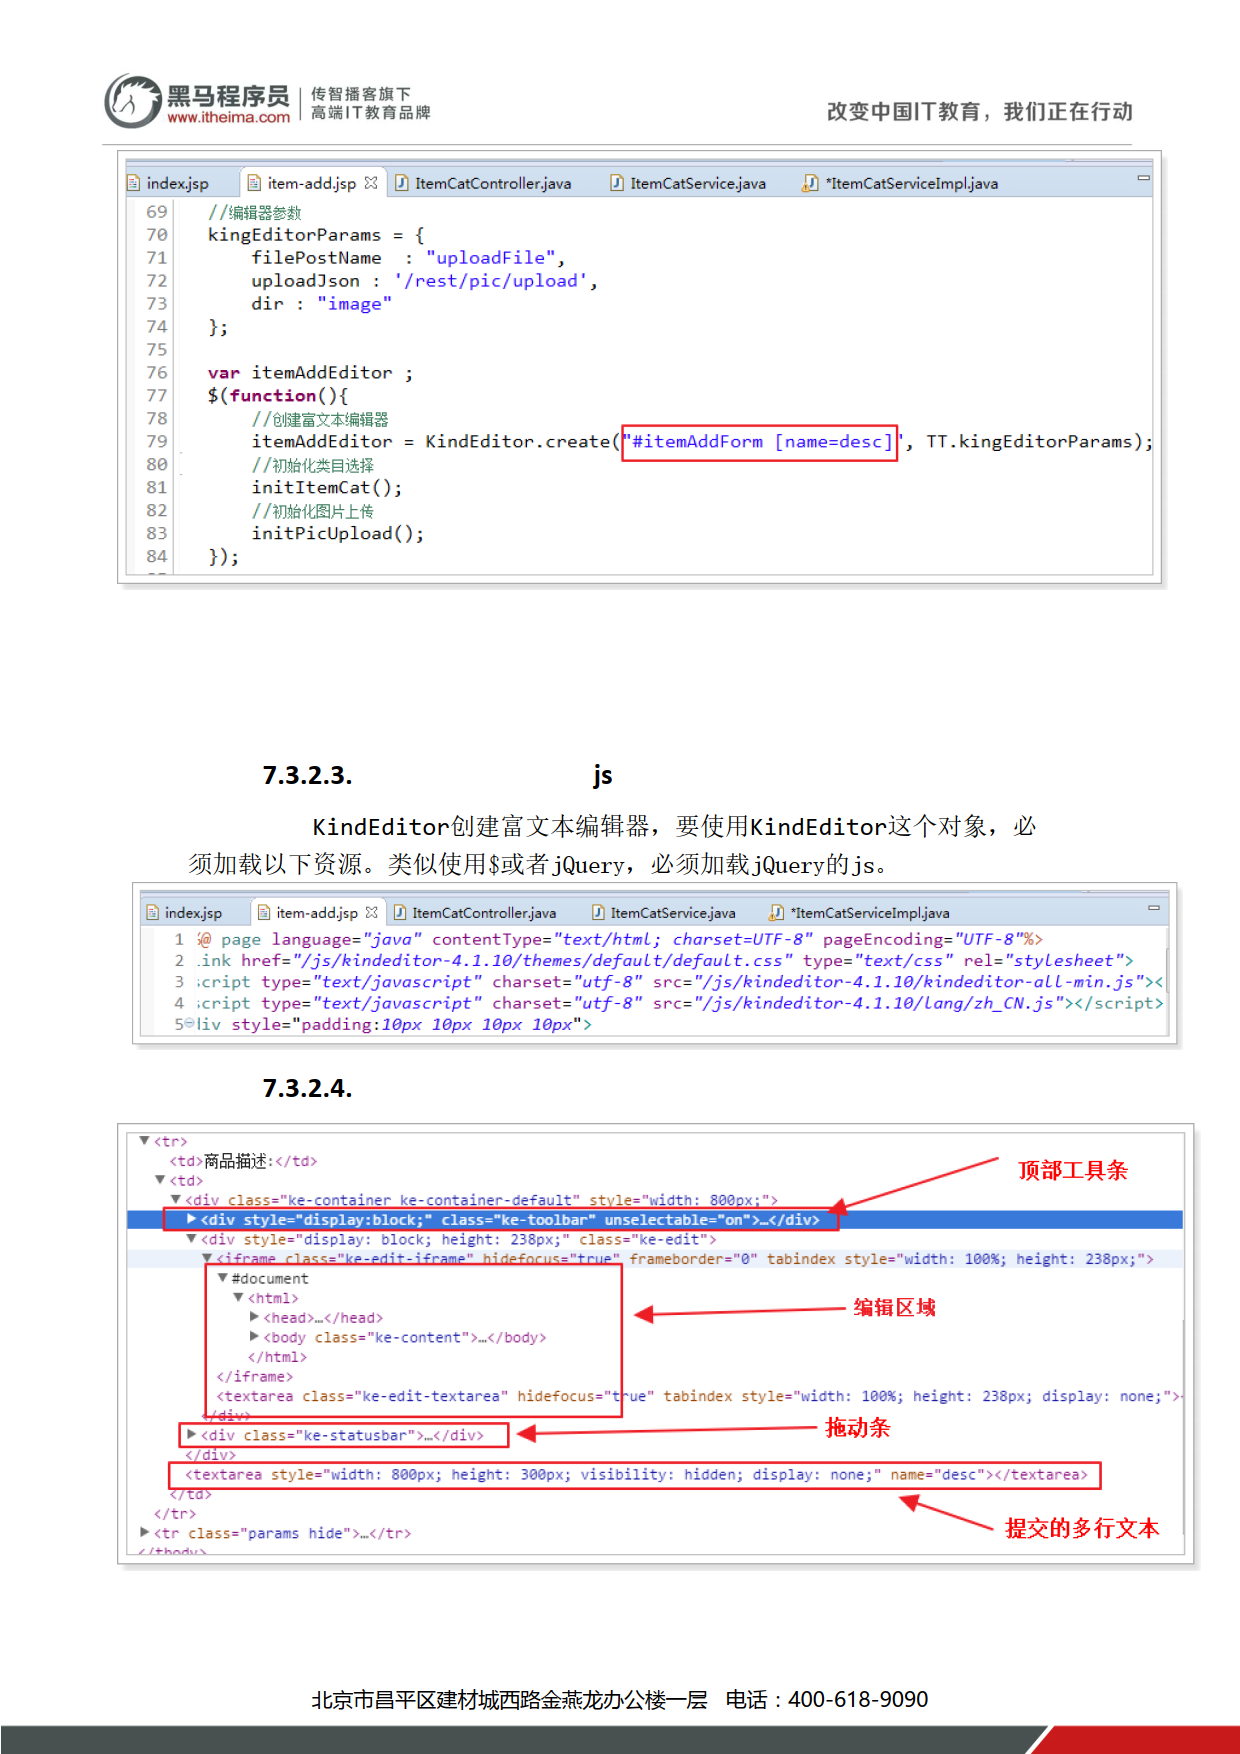 黑马程序员
www.itheima.com
传智播客旗下
高端IT教育品牌
改变中国IT教育，我们正在行动
index.jsp item-add.jsp ItemCatController.java ItemCatService.java *ItemCatServiceImpl.java
69 //编辑器参数
70 kingEditorParams = {
71 filePostName : "uploadFile",
72 uploadJson : '/rest/pic/upload',
73 dir : "image"
74 };
75
76 var itemAddEditor ;
77 $(function(){
78 //创建富文本编辑器
79 itemAddEditor = KindEditor.create("#itemAddForm [name=desc]", TT.kingEditorParams);
80 //初始化类目选择
81 initItemCat();
82 //初始化图片上传
83 initPicUpload();
84 });
7.3.2.3. js
KindEditor创建富文本编辑器，要使用KindEditor这个对象，必
须加载以下资源。类似使用$或者jQuery，必须加载jQuery的js。
index.jsp item-add.jsp ItemCatController.java ItemCatService.java *ItemCatServiceImpl.java
1 @ page language="java" contentType="text/html; charset=UTF-8" pageEncoding="UTF-8"%>
2 ink href="/js/kindeditor-4.1.10/themes/default/default.css" type="text/css" rel="stylesheet">
3 cript type="text/javascript" charset="utf-8" src="/js/kindeditor-4.1.10/kindeditor-all-min.js"><
4 cript type="text/javascript" charset="utf-8" src="/js/kindeditor-4.1.10/lang/zh_CN.js"></script>
5 div style="padding:10px 10px 10px 10px">
7.3.2.4.
<tr>
<td>商品描述:</td>
<td>
顶部工具条
<div class="ke-container ke-container-default" style="width: 800px;">
<div style="display:block;" class="ke-toolbar" unselectable="on">…</div>
<div style="display: block; height: 238px;" class="ke-edit">
<iframe class="ke-edit-iframe" hidefocus="true" frameborder="0" tabindex style="width: 100%; height: 238px;">
#document
<html>
编辑区域
<head>…</head>
<body class="ke-content">…</body>
</html>
</iframe>
<textarea class="ke-edit-textarea" hidefocus="true" tabindex style="width: 100%; height: 238px; display: none;"><
</div>
拖动条
<div class="ke-statusbar">…</div>
</div>
<textarea style="width: 800px; height: 300px; visibility: hidden; display: none;" name="desc"></textarea>
</td>
</tr>
提交的多行文本
<tr class="params hide">…</tr>
</tbody>
北京市昌平区建材城西路金燕龙办公楼一层 电话：400-618-9090